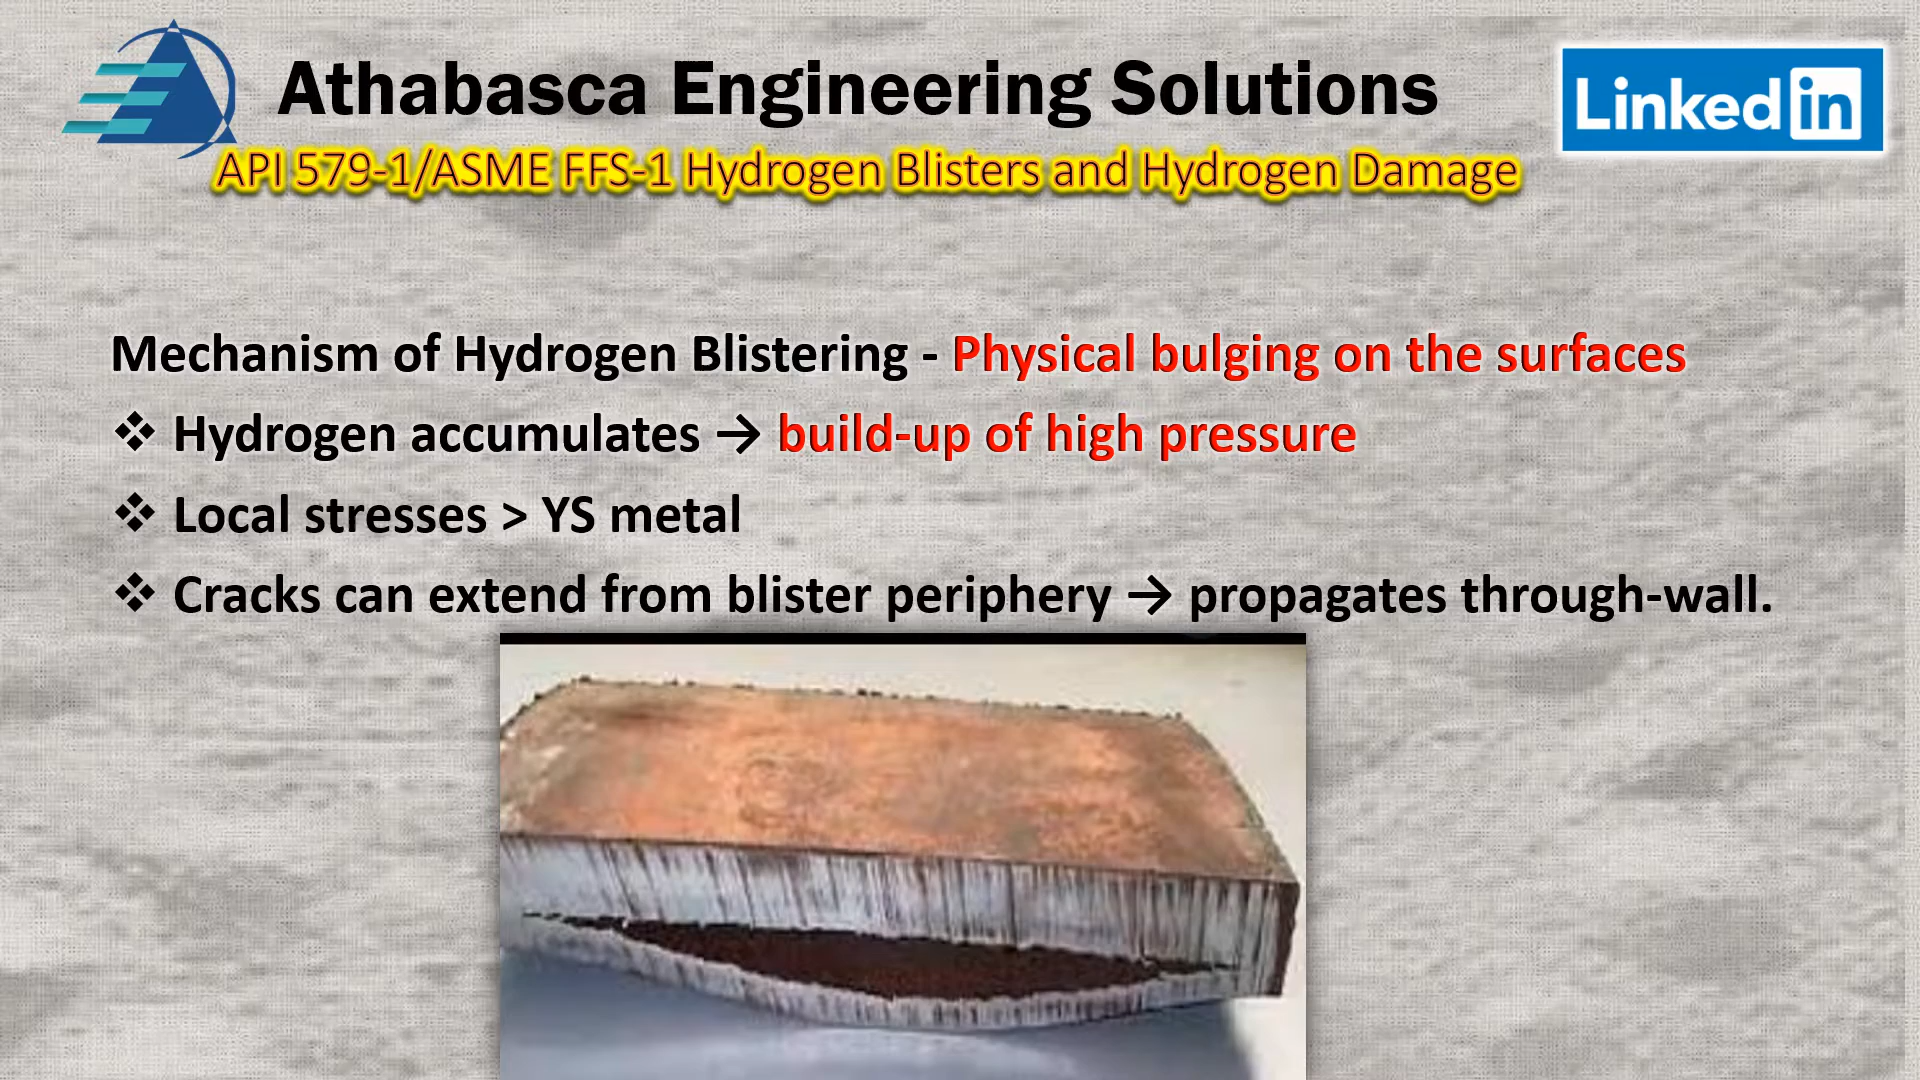 Athabasca Engineering Solutions
Linked in
API 579-1/ASME FFS-1 Hydrogen Blisters and Hydrogen Damage
Mechanism of Hydrogen Blistering - Physical bulging on the surfaces
❖ Hydrogen accumulates → build-up of high pressure
❖ Local stresses > YS metal
❖ Cracks can extend from blister periphery → propagates through-wall.